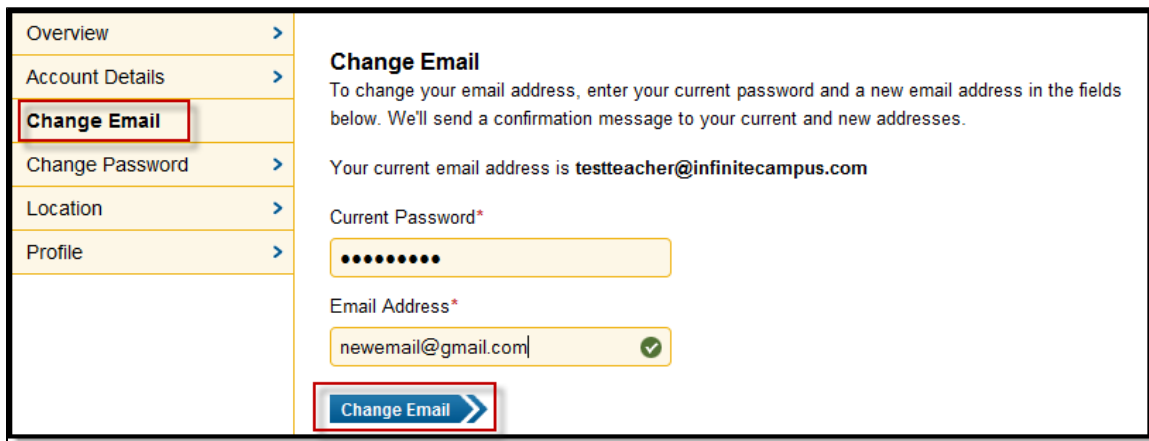 Overview
Account Details
Change Email
Change Password
Location
Profile
Change Email
To change your email address, enter your current password and a new email address in the fields
below. We'll send a confirmation message to your current and new addresses.
Your current email address is testteacher@infinitecampus.com
Current Password*
•••••••••
Email Address*
newemail@gmail.com
Change Email